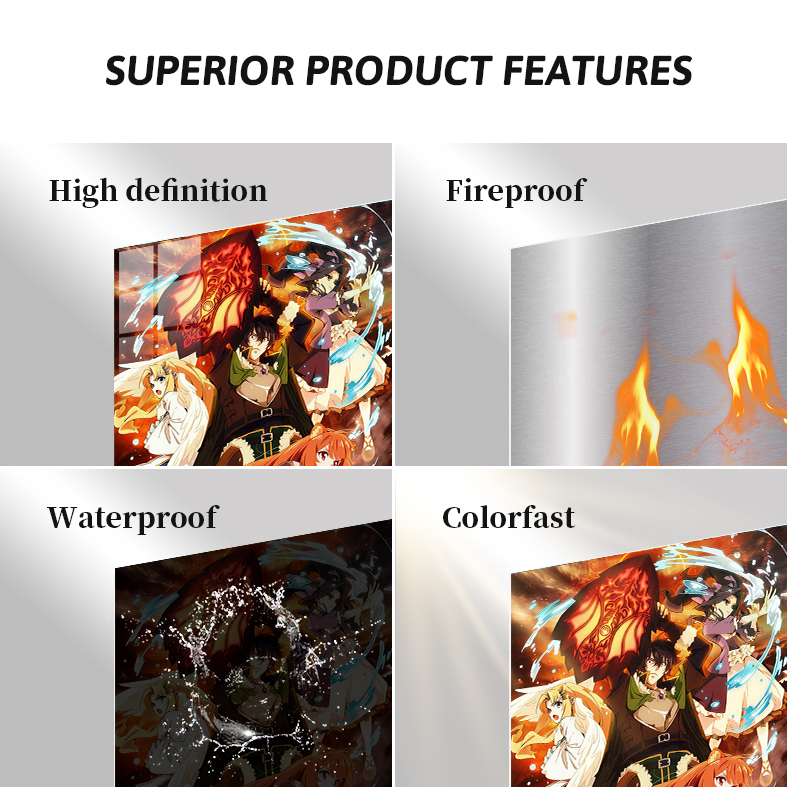 SUPERIOR PRODUCT FEATURES
High definition
Fireproof
Waterproof
Colorfast